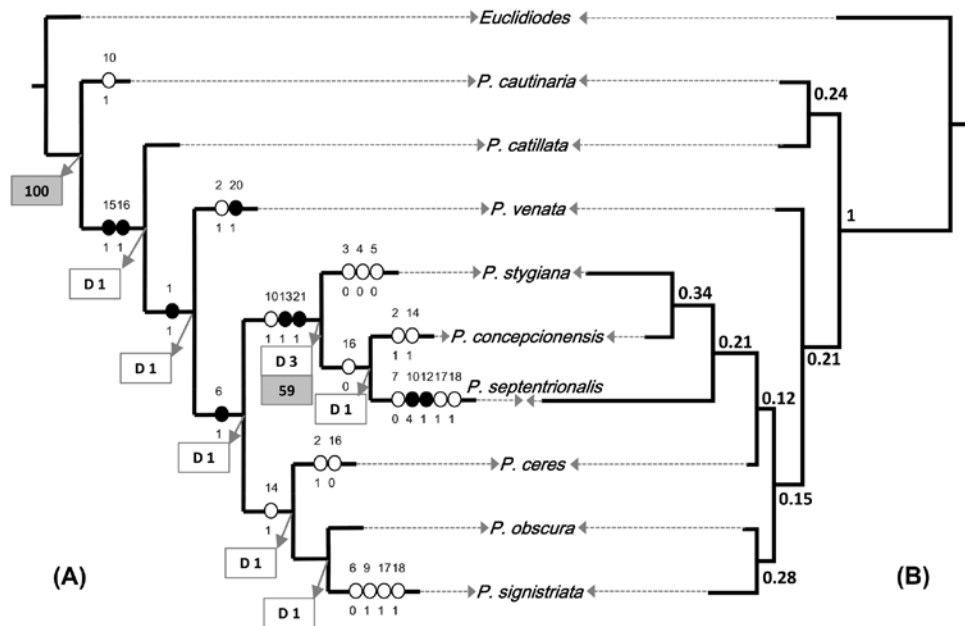 Euclidiodes
10
P. cautinaria
1
0.24
P. catillata
100
1516
2 20
P. venata
1 1
1 1
1
D 1
3 4 5
P. stygiana
0 0 0
0.34
1
101321
2 14
1
1 1 1
P. concepcionensis
1 1
0.21
0.21
D 1
D 3
16
59
0
7 10121718
P. septentrionalis
6
D 1
0 4 1 1 1
0.12
1
D 1
2 16
P. ceres
1 0
14
0.15
1
P. obscura
D 1
(A)
6 9 1718
0.28
(B)
P. signistriata
D 1
0 1 1 1